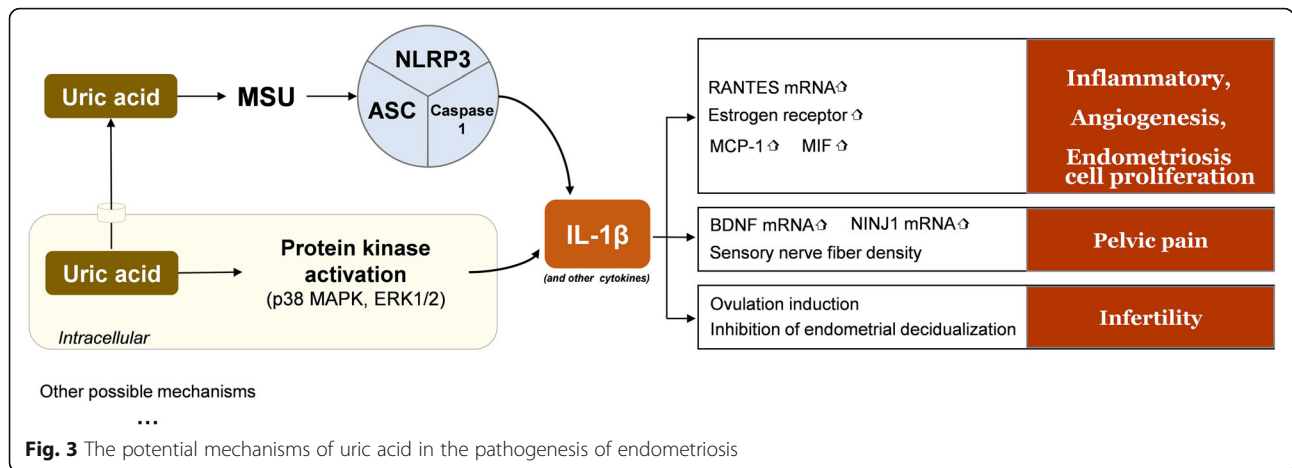 Uric acid
MSU
NLRP3
ASC
Caspase
1
Uric acid
Protein kinase
activation
(p38 MAPK, ERK1/2)
Intracellular
IL-1β
(and other cytokines)
RANTES mRNA⇧
Estrogen receptor⇧
MCP-1⇧ MIF⇧
Inflammatory,
Angiogenesis,
Endometriosis
cell proliferation
BDNF mRNA⇧ NINJ1 mRNA⇧
Sensory nerve fiber density
Pelvic pain
Ovulation induction
Inhibition of endometrial decidualization
Infertility
Other possible mechanisms
...
Fig. 3 The potential mechanisms of uric acid in the pathogenesis of endometriosis